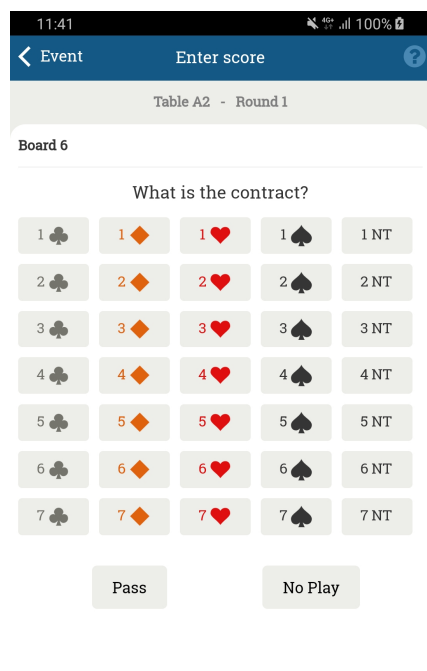 11:41 4G+ 100%
Event Enter score ?
Table A2 - Round 1
Board 6
What is the contract?
1 ♣ 1 ♦ 1 ♥ 1 ♠ 1 NT
2 ♣ 2 ♦ 2 ♥ 2 ♠ 2 NT
3 ♣ 3 ♦ 3 ♥ 3 ♠ 3 NT
4 ♣ 4 ♦ 4 ♥ 4 ♠ 4 NT
5 ♣ 5 ♦ 5 ♥ 5 ♠ 5 NT
6 ♣ 6 ♦ 6 ♥ 6 ♠ 6 NT
7 ♣ 7 ♦ 7 ♥ 7 ♠ 7 NT
Pass No Play